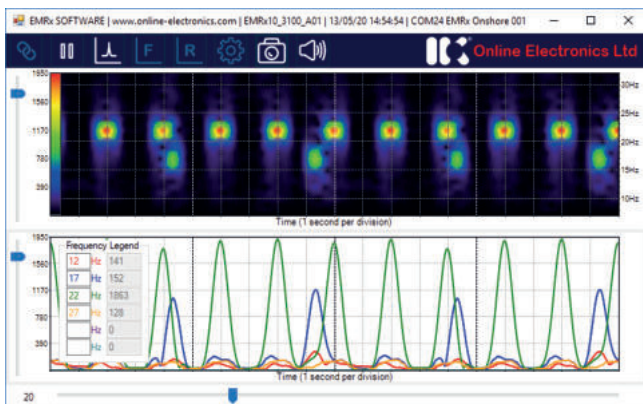 EMRx SOFTWARE | www.online-electronics.com | EMRx10_3100_A01 | 13/05/20 14:54:54 | COM24 EMRx Onshore 001
F R Online Electronics Ltd
1950
1560
1170
780
390
30Hz
25Hz
20Hz
15Hz
10Hz
Time (1 second per division)
1950
1560
1170
780
390
Frequency Legend
12 Hz 141
17 Hz 152
22 Hz 1863
27 Hz 128
Hz 0
Hz 0
Time (1 second per division)
20